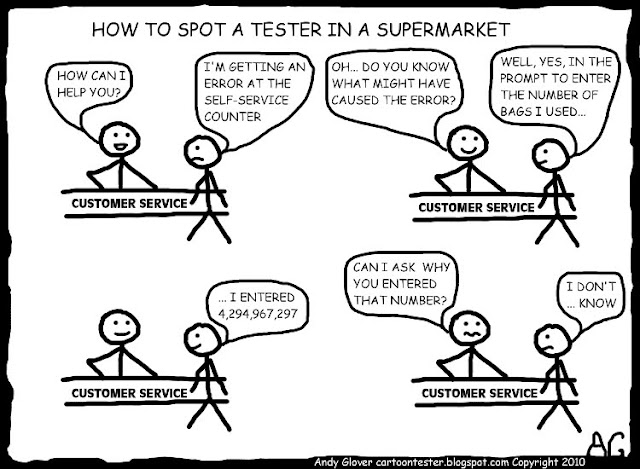 HOW TO SPOT A TESTER IN A SUPERMARKET
HOW CAN I
HELP YOU?
I'M GETTING AN
ERROR AT THE
SELF-SERVICE
COUNTER
CUSTOMER SERVICE
OH... DO YOU KNOW
WHAT MIGHT HAVE
CAUSED THE ERROR?
WELL, YES, IN THE
PROMPT TO ENTER
THE NUMBER OF
BAGS I USED...
CUSTOMER SERVICE
... I ENTERED
4,294,967,297
CUSTOMER SERVICE
CAN I ASK WHY
YOU ENTERED
THAT NUMBER?
I DON'T
... KNOW
CUSTOMER SERVICE
AG
Andy Glover cartoontester.blogspot.com Copyright 2010